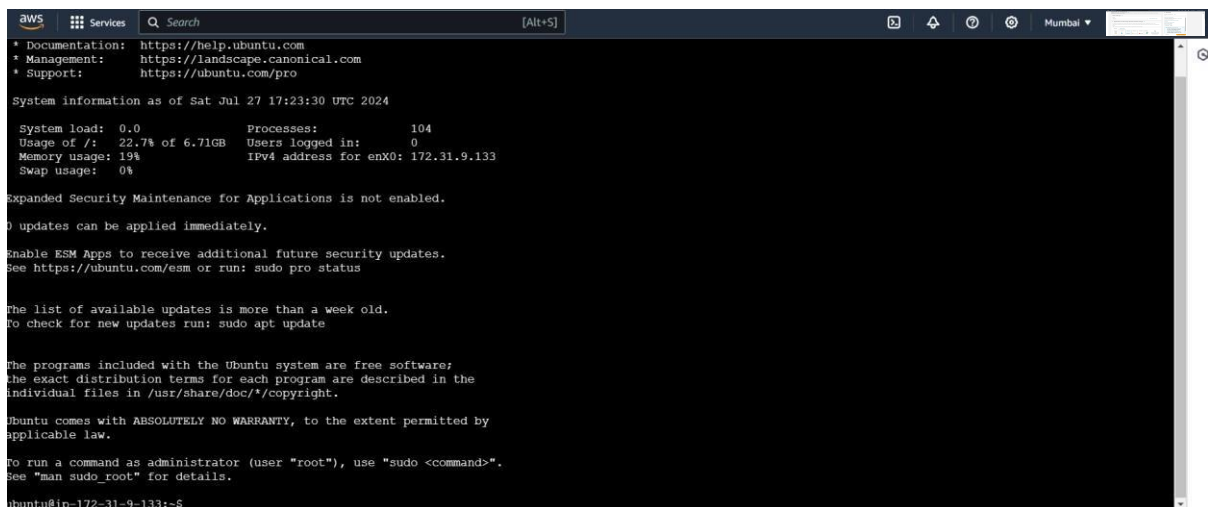 aws Services Search [Alt+S] Mumbai
* Documentation: https://help.ubuntu.com
* Management: https://landscape.canonical.com
* Support: https://ubuntu.com/pro
System information as of Sat Jul 27 17:23:30 UTC 2024
System load: 0.0 Processes: 104
Usage of /: 22.7% of 6.71GB Users logged in: 0
Memory usage: 19% IPv4 address for enX0: 172.31.9.133
Swap usage: 0%
Expanded Security Maintenance for Applications is not enabled.
0 updates can be applied immediately.
Enable ESM Apps to receive additional future security updates.
See https://ubuntu.com/esm or run: sudo pro status
The list of available updates is more than a week old.
To check for new updates run: sudo apt update
The programs included with the Ubuntu system are free software;
the exact distribution terms for each program are described in the
individual files in /usr/share/doc/*/copyright.
Ubuntu comes with ABSOLUTELY NO WARRANTY, to the extent permitted by
applicable law.
To run a command as administrator (user "root"), use "sudo <command>".
See "man sudo_root" for details.
ubuntu@ip-172-31-9-133:~$